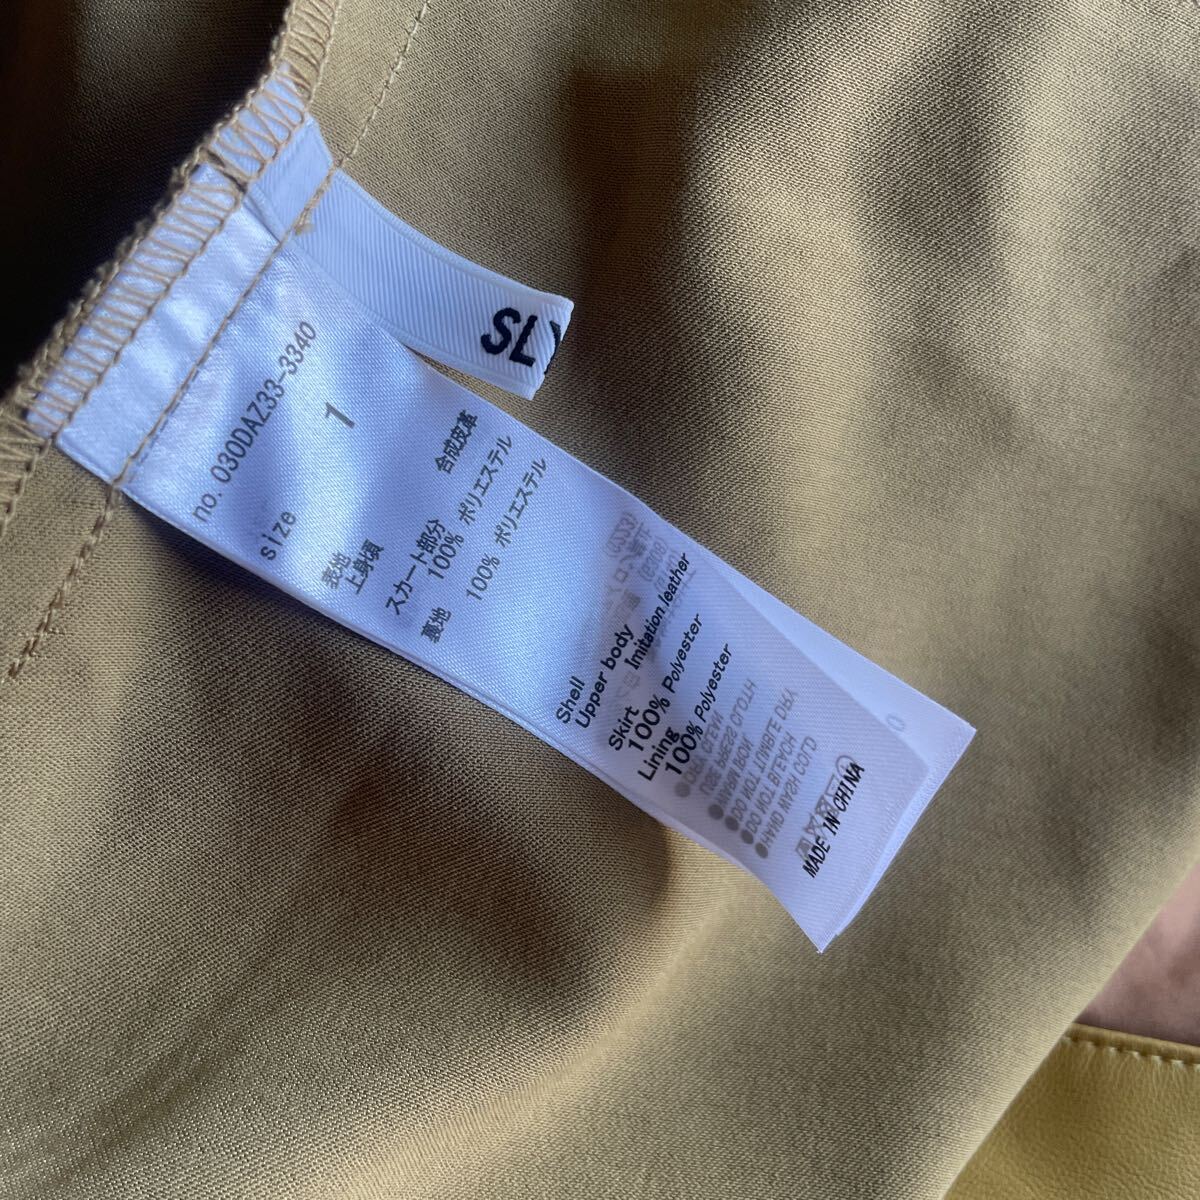 SL
no. 030DAZ33-3340
size 1
表地
上身頃 合成皮革
スカート部分
100% ポリエステル
裏地
100% ポリエステル
Shell
Upper body
Imitation leather
Skirt
100% Polyester
Lining
100% Polyester
MADE IN CHINA